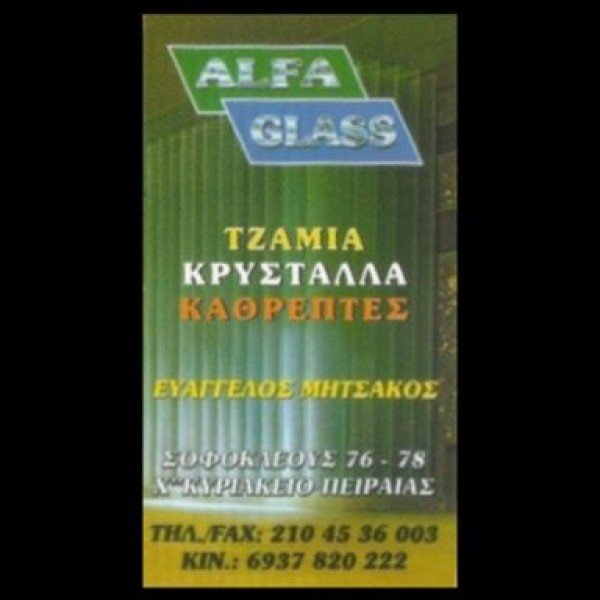 ALFA
GLASS
ΤΖΑΜΙΑ
ΚΡΥΣΤΑΛΛΑ
ΚΑΘΡΕΠΤΕΣ
ΕΥΑΓΓΕΛΟΣ ΜΗΤΣΑΚΟΣ
ΣΟΦΟΚΛΕΟΥΣ 76 - 78
Χ"ΚΥΡΙΑΚΕΙΟ ΠΕΙΡΑΙΑΣ
ΤΗΛ./FAX: 210 45 36 003
ΚΙΝ.: 6937 820 222